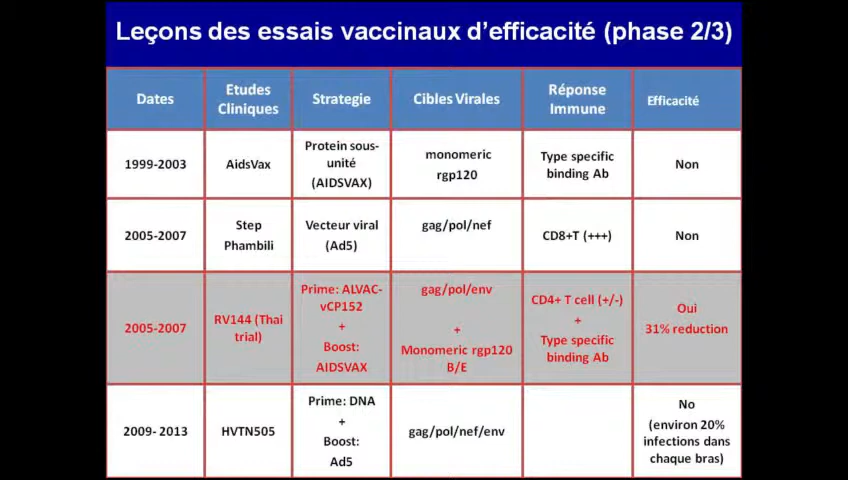 Leçons des essais vaccinaux d'efficacité (phase 2/3)
Dates
Etudes
Cliniques
Strategie
Cibles Virales
Réponse
Immune
Efficacité
1999-2003
AidsVax
Protein sous-
unité
(AIDSVAX)
monomeric
rgp120
Type specific
binding Ab
Non
2005-2007
Step
Phambili
Vecteur viral
(Ad5)
gag/pol/nef
CD8+T (+++)
Non
2005-2007
RV144 (Thai
trial)
Prime: ALVAC-
vCP152
+
Boost:
AIDSVAX
gag/pol/env
+
Monomeric rgp120
B/E
CD4+ T cell (+/-)
+
Type specific
binding Ab
Oui
31% reduction
2009- 2013
HVTN505
Prime: DNA
+
Boost:
Ad5
gag/pol/nef/env
No
(environ 20%
infections dans
chaque bras)